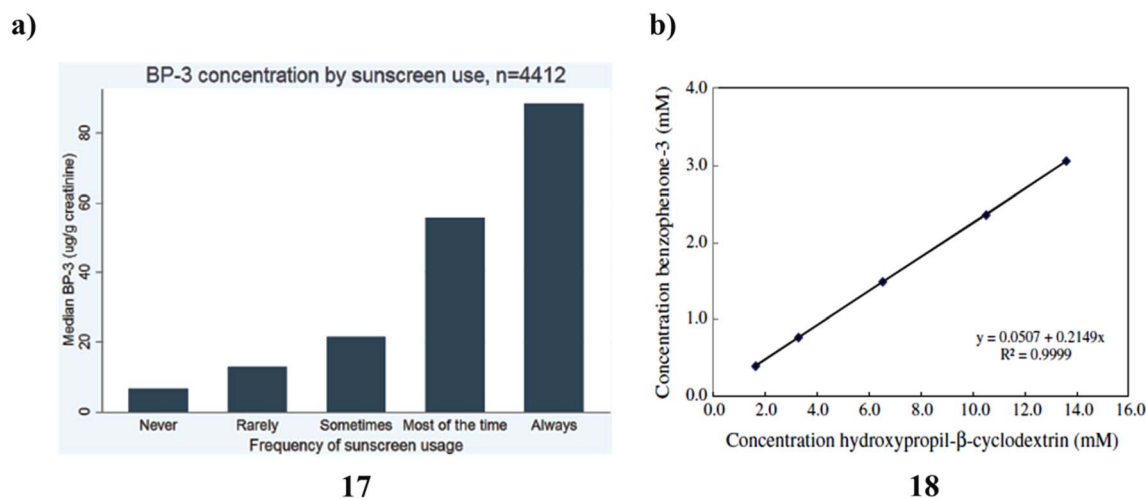 a)
BP-3 concentration by sunscreen use, n=4412
Median BP-3 (ug/g creatinine)
80
60
40
20
0
Never Rarely Sometimes Most of the time Always
Frequency of sunscreen usage
17
b)
Concentration benzophenone-3 (mM)
4.0
3.0
2.0
1.0
0.0
y = 0.0507 + 0.2149x
R² = 0.9999
0.0 2.0 4.0 6.0 8.0 10.0 12.0 14.0 16.0
Concentration hydroxypropil-β-cyclodextrin (mM)
18